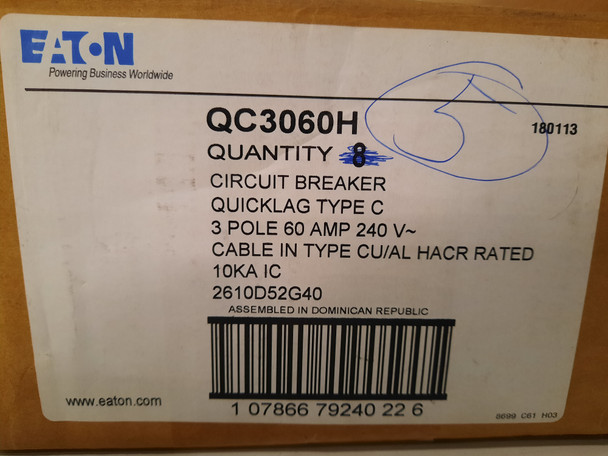 EATON
Powering Business Worldwide
QC3060H
5
180113
QUANTITY 8
CIRCUIT BREAKER
QUICKLAG TYPE C
3 POLE 60 AMP 240 V~
CABLE IN TYPE CU/AL HACR RATED
10KA IC
2610D52G40
ASSEMBLED IN DOMINICAN REPUBLIC
www.eaton.com
1 07866 79240 22 6
8699 C61 H03